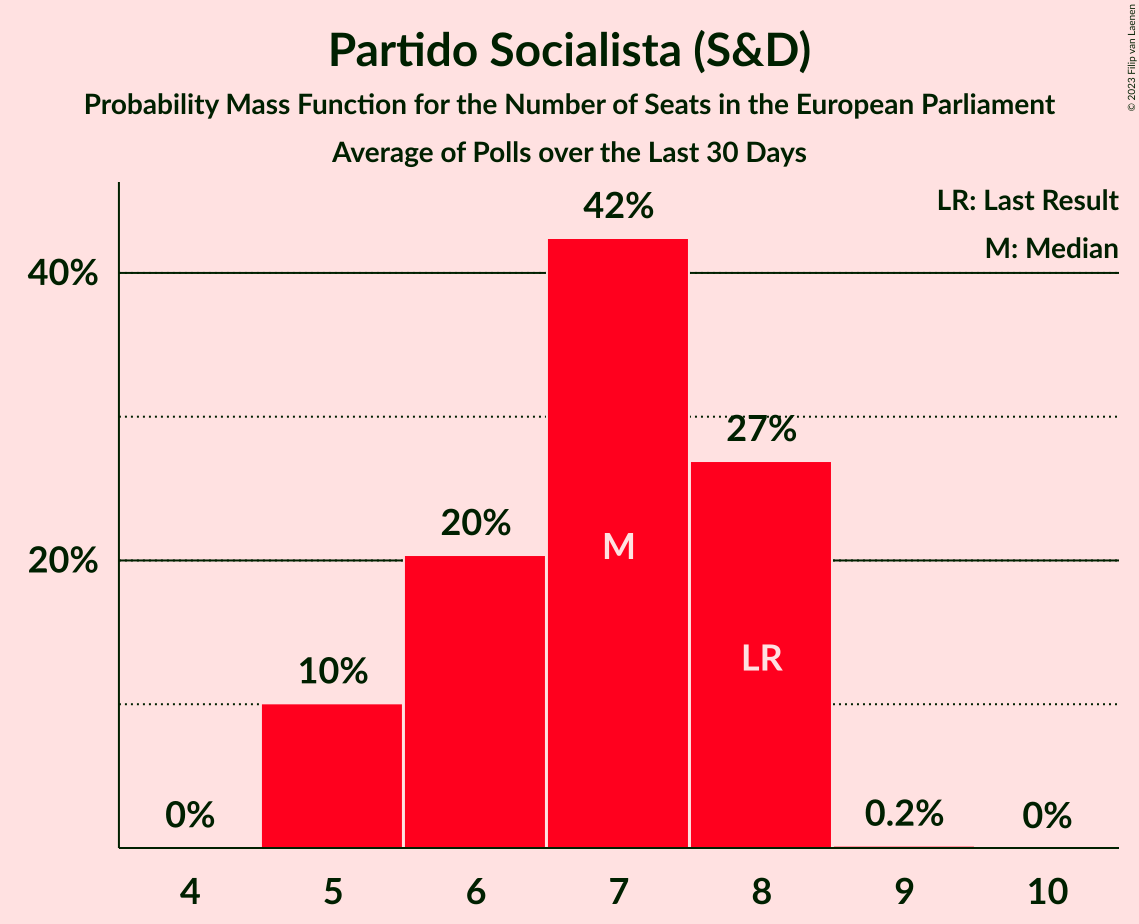 Partido Socialista (S&D)
Probability Mass Function for the Number of Seats in the European Parliament
Average of Polls over the Last 30 Days
© 2023 Filip van Laenen
LR: Last Result
M: Median
40%
20%
0%
10%
20%
42%
27%
0.2%
0%
M
LR
4 5 6 7 8 9 10